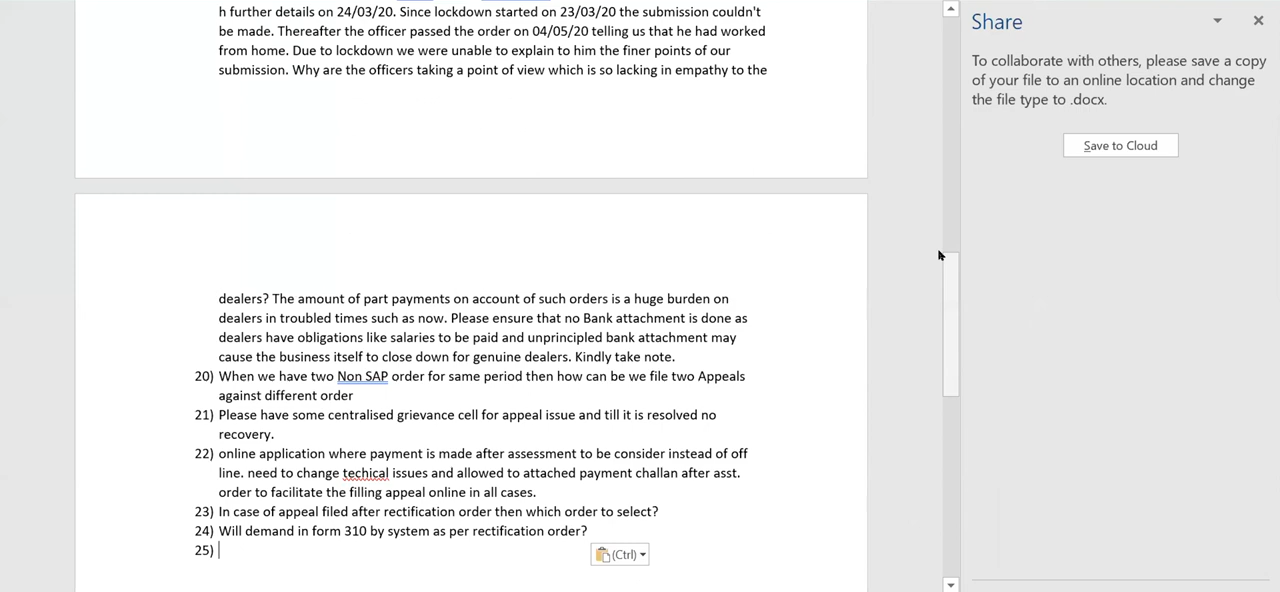 h further details on 24/03/20. Since lockdown started on 23/03/20 the submission couldn't
be made. Thereafter the officer passed the order on 04/05/20 telling us that he had worked
from home. Due to lockdown we were unable to explain to him the finer points of our
submission. Why are the officers taking a point of view which is so lacking in empathy to the
dealers? The amount of part payments on account of such orders is a huge burden on
dealers in troubled times such as now. Please ensure that no Bank attachment is done as
dealers have obligations like salaries to be paid and unprincipled bank attachment may
cause the business itself to close down for genuine dealers. Kindly take note.
20) When we have two Non SAP order for same period then how can be we file two Appeals
against different order
21) Please have some centralised grievance cell for appeal issue and till it is resolved no
recovery.
22) online application where payment is made after assessment to be consider instead of off
line. need to change techical issues and allowed to attached payment challan after asst.
order to facilitate the filling appeal online in all cases.
23) In case of appeal filed after rectification order then which order to select?
24) Will demand in form 310 by system as per rectification order?
25)
(Ctrl)
Share
To collaborate with others, please save a copy
of your file to an online location and change
the file type to .docx.
Save to Cloud